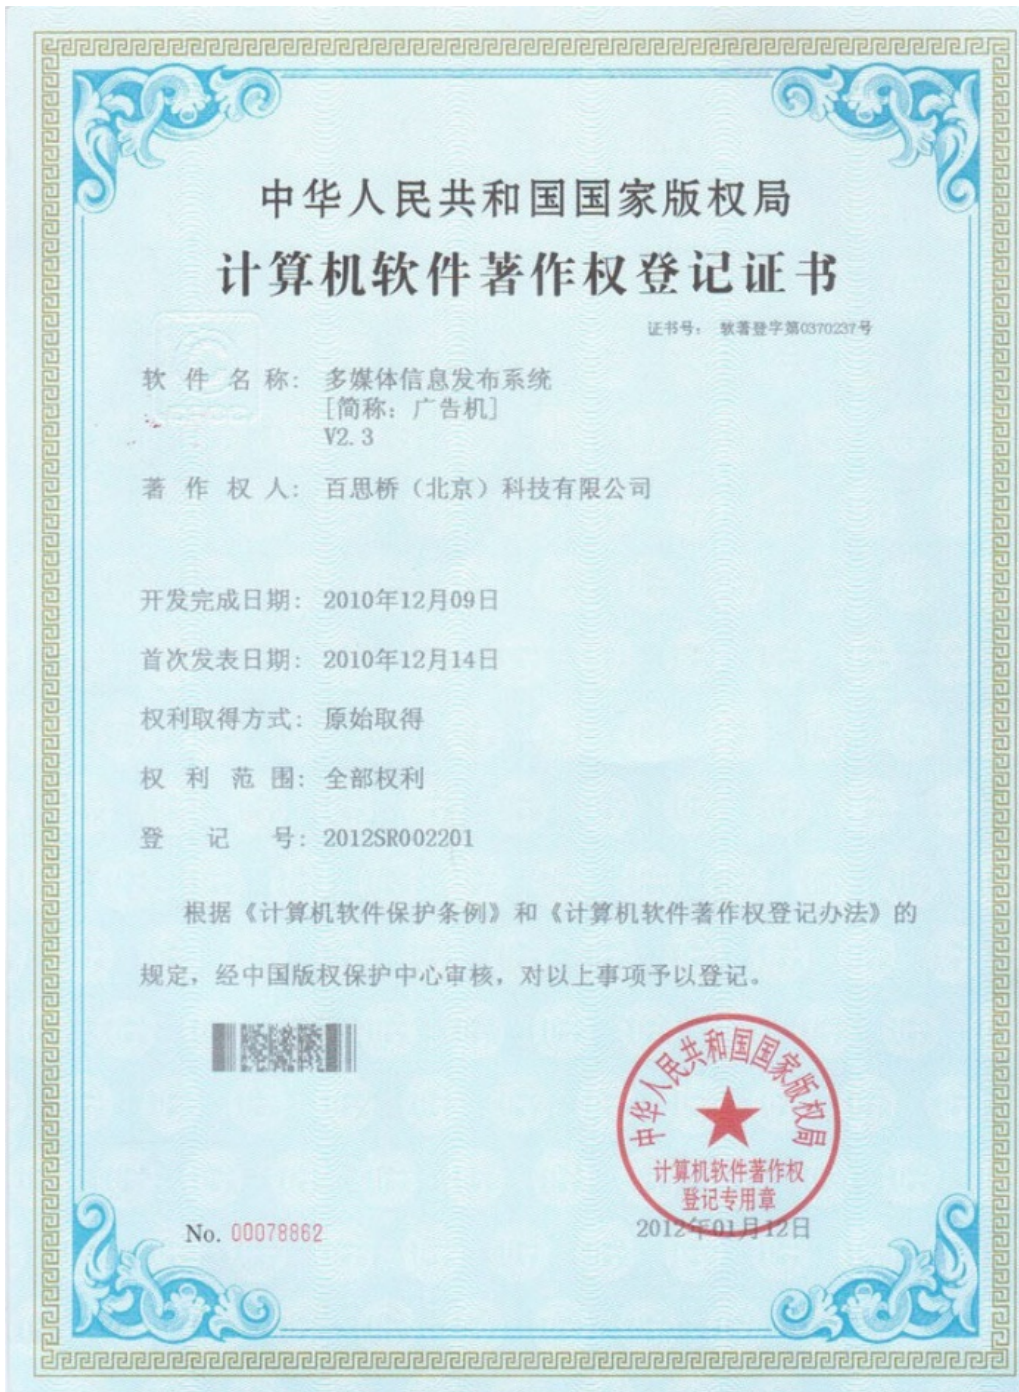 中华人民共和国国家版权局
计算机软件著作权登记证书
证书号： 软著登字第0370237号
软件名称： 多媒体信息发布系统
[简称：广告机]
V2.3
著作权人： 百思桥（北京）科技有限公司
开发完成日期： 2010年12月09日
首次发表日期： 2010年12月14日
权利取得方式： 原始取得
权利范围： 全部权利
登记号： 2012SR002201
根据《计算机软件保护条例》和《计算机软件著作权登记办法》的
规定，经中国版权保护中心审核，对以上事项予以登记。
中华人民共和国国家版权局
计算机软件著作权
登记专用章
No. 00078862
2012年01月12日